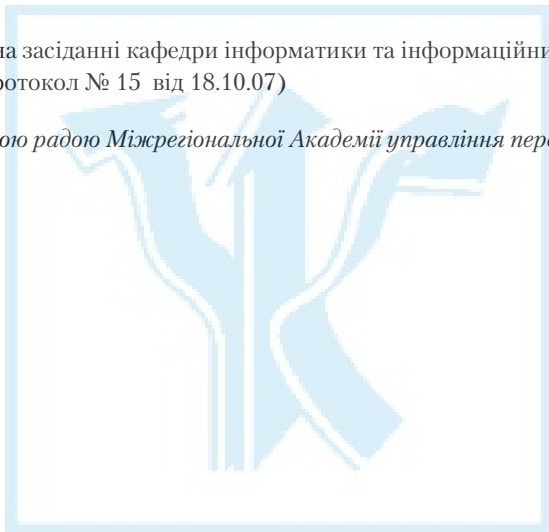 на засіданні кафедри інформатики та інформаційни
ротокол № 15 від 18.10.07)
ою радою Міжрегіональної Академії управління перс